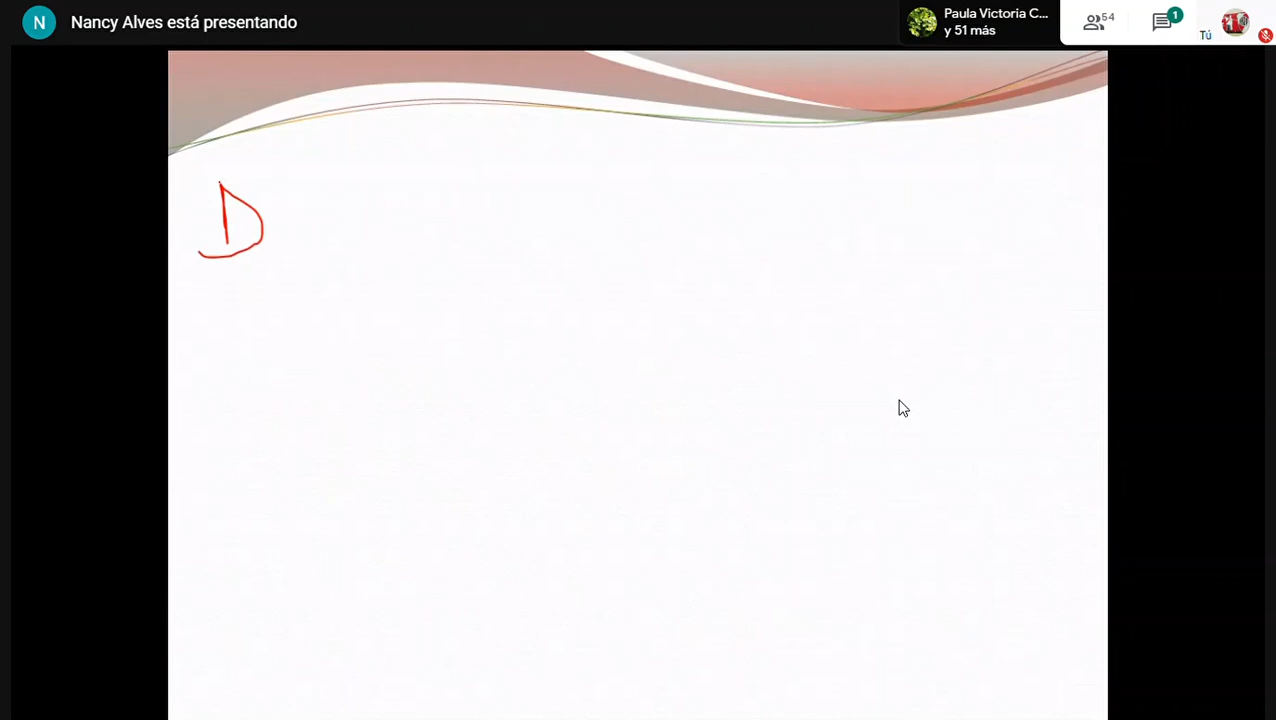 N Nancy Alves está presentando
Paula Victoria C...
y 51 más
54
1
Tú
D